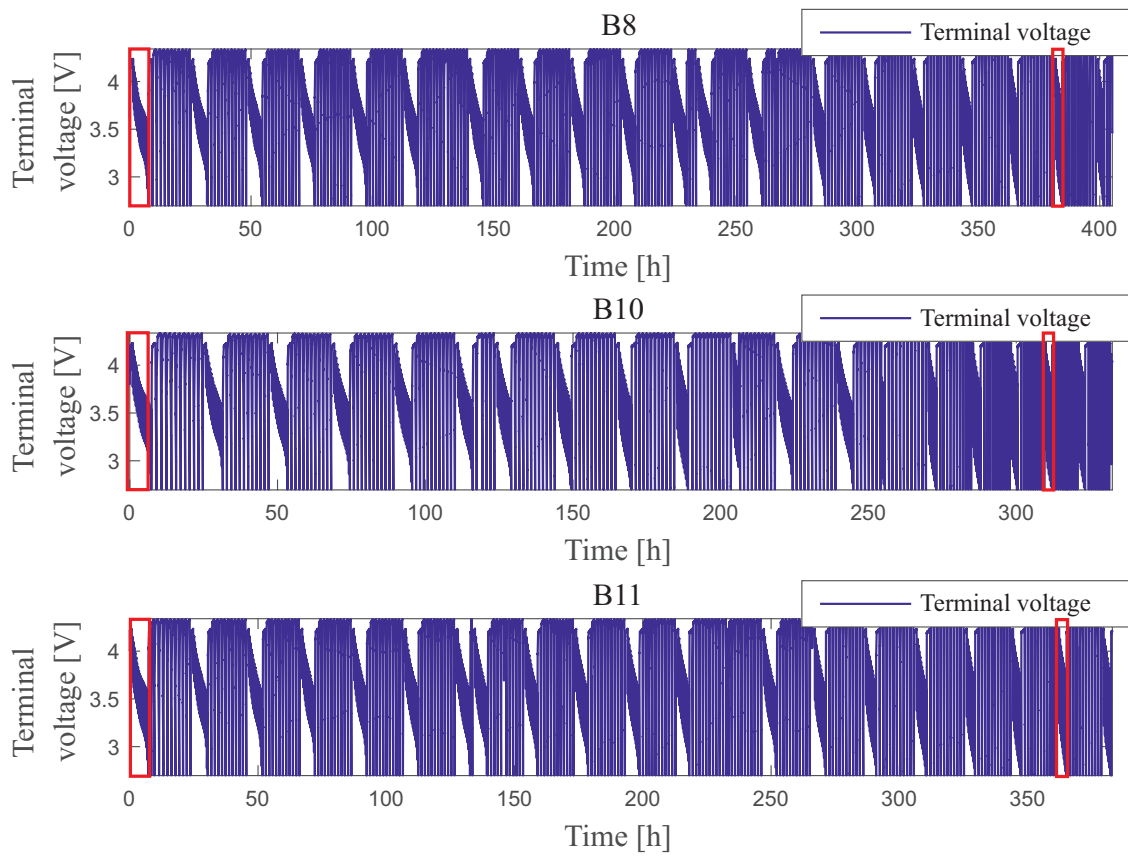 B8
Terminal voltage
Terminal
voltage [V]
4
3.5
3
0 50 100 150 200 250 300 350 400
Time [h]
B10
Terminal voltage
Terminal
voltage [V]
4
3.5
3
0 50 100 150 200 250 300
Time [h]
B11
Terminal voltage
Terminal
voltage [V]
4
3.5
3
0 50 100 150 200 250 300 350
Time [h]